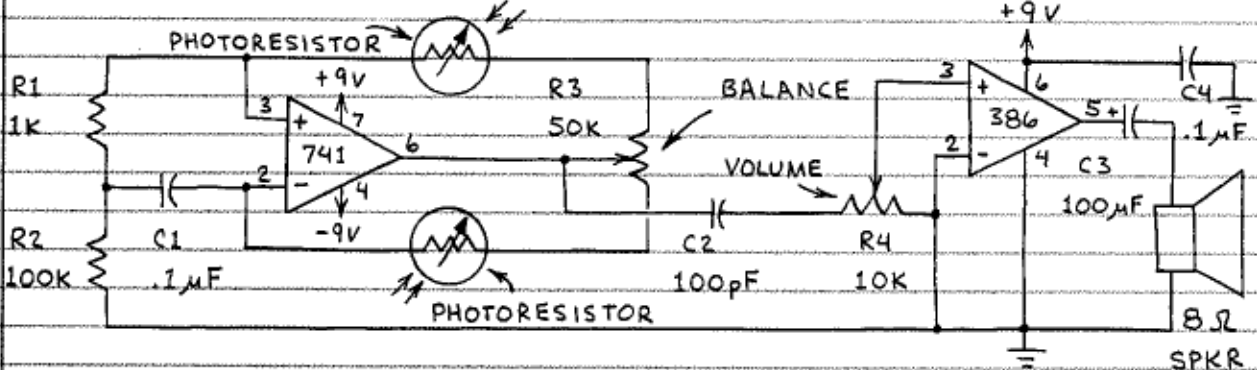 +9V
PHOTORESISTOR
R1
1K
+9V
3
+
7
741
6
2
-
4
-9V
R3
50K
BALANCE
3
+
6
386
5
+
2
-
4
C4
.1µF
VOLUME
C3
100µF
R2
100K
C1
.1µF
C2
100pF
R4
10K
PHOTORESISTOR
8Ω
SPKR